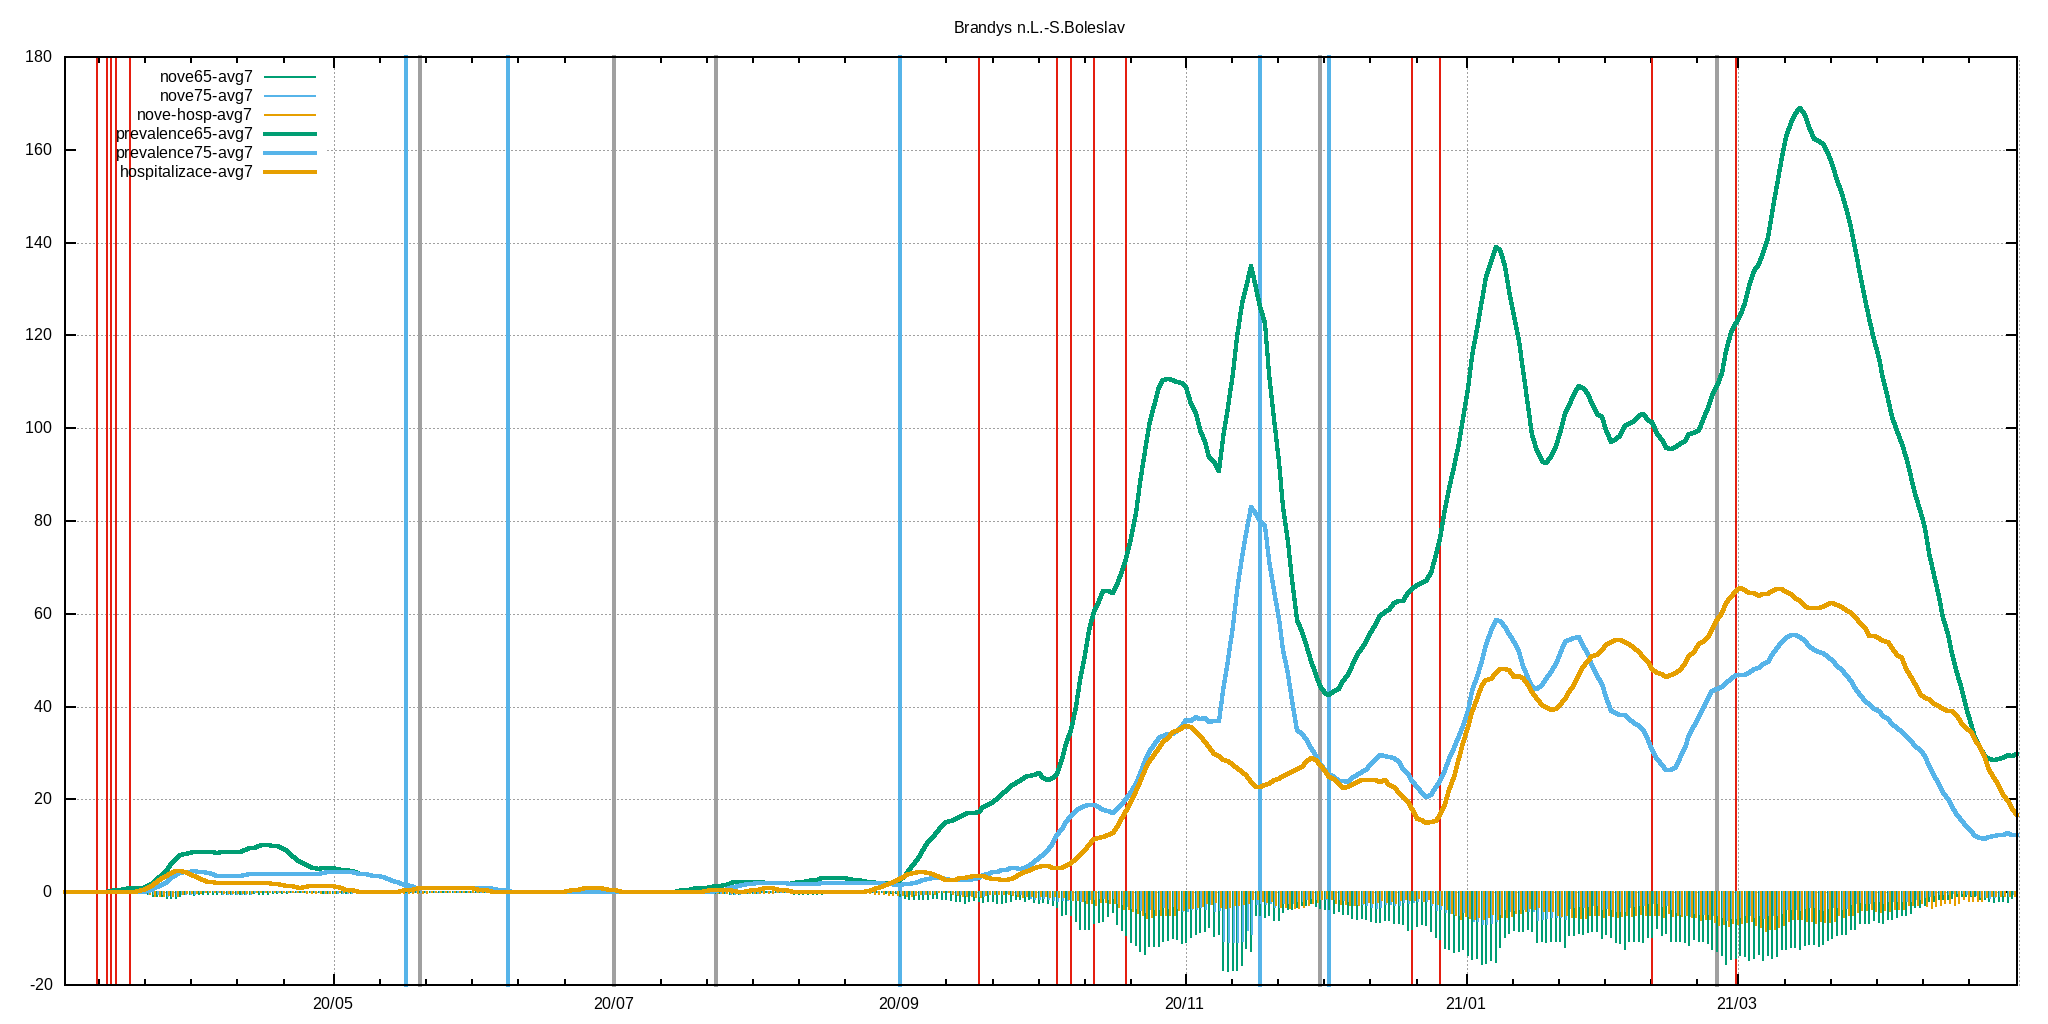 Brandys n.L.-S.Boleslav
180
160
140
120
100
80
60
40
20
0
-20
nove65-avg7
nove75-avg7
nove-hosp-avg7
prevalence65-avg7
prevalence75-avg7
hospitalizace-avg7
20/05 20/07 20/09 20/11 21/01 21/03